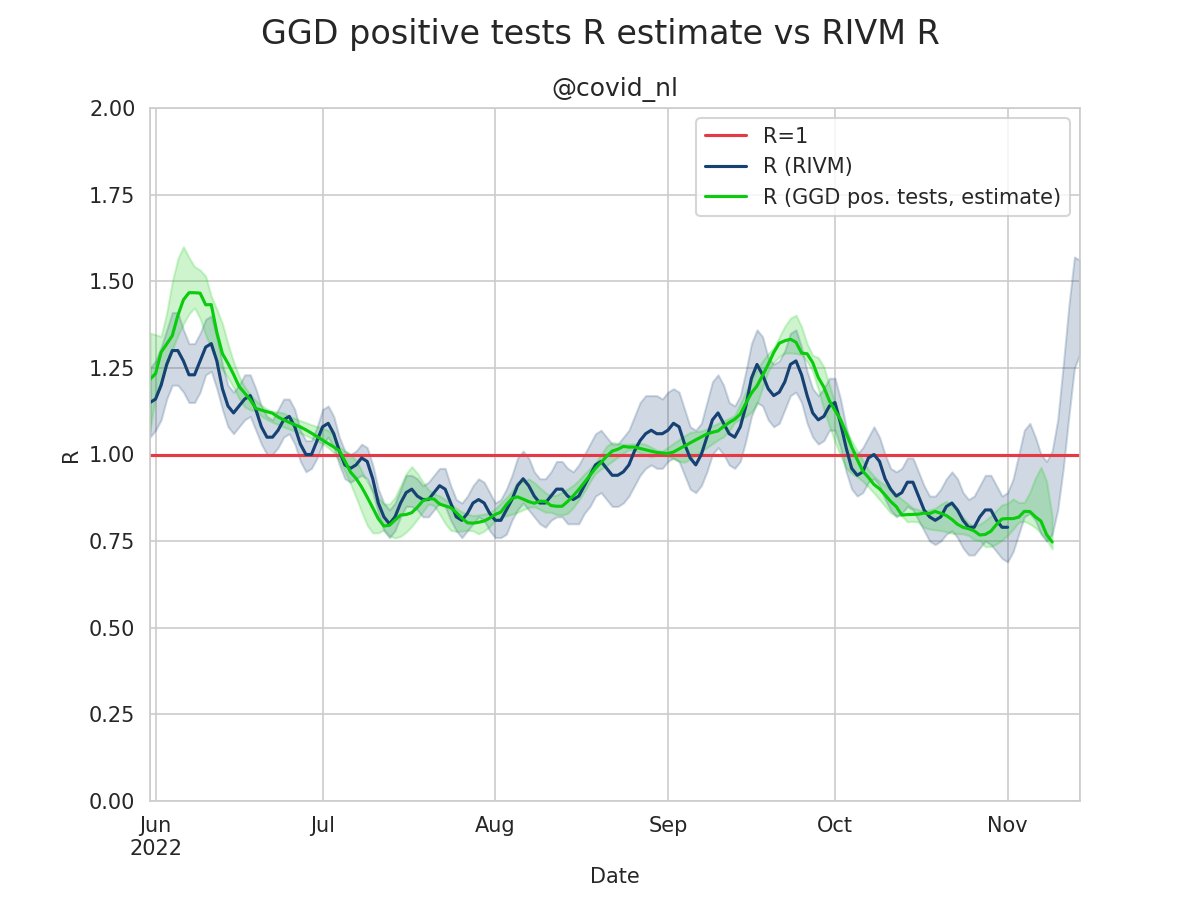 GGD positive tests R estimate vs RIVM R
@covid_nl
R=1
R (RIVM)
R (GGD pos. tests, estimate)
2.00
1.75
1.50
1.25
1.00
0.75
0.50
0.25
0.00
R
Jun Jul Aug Sep Oct Nov
2022
Date